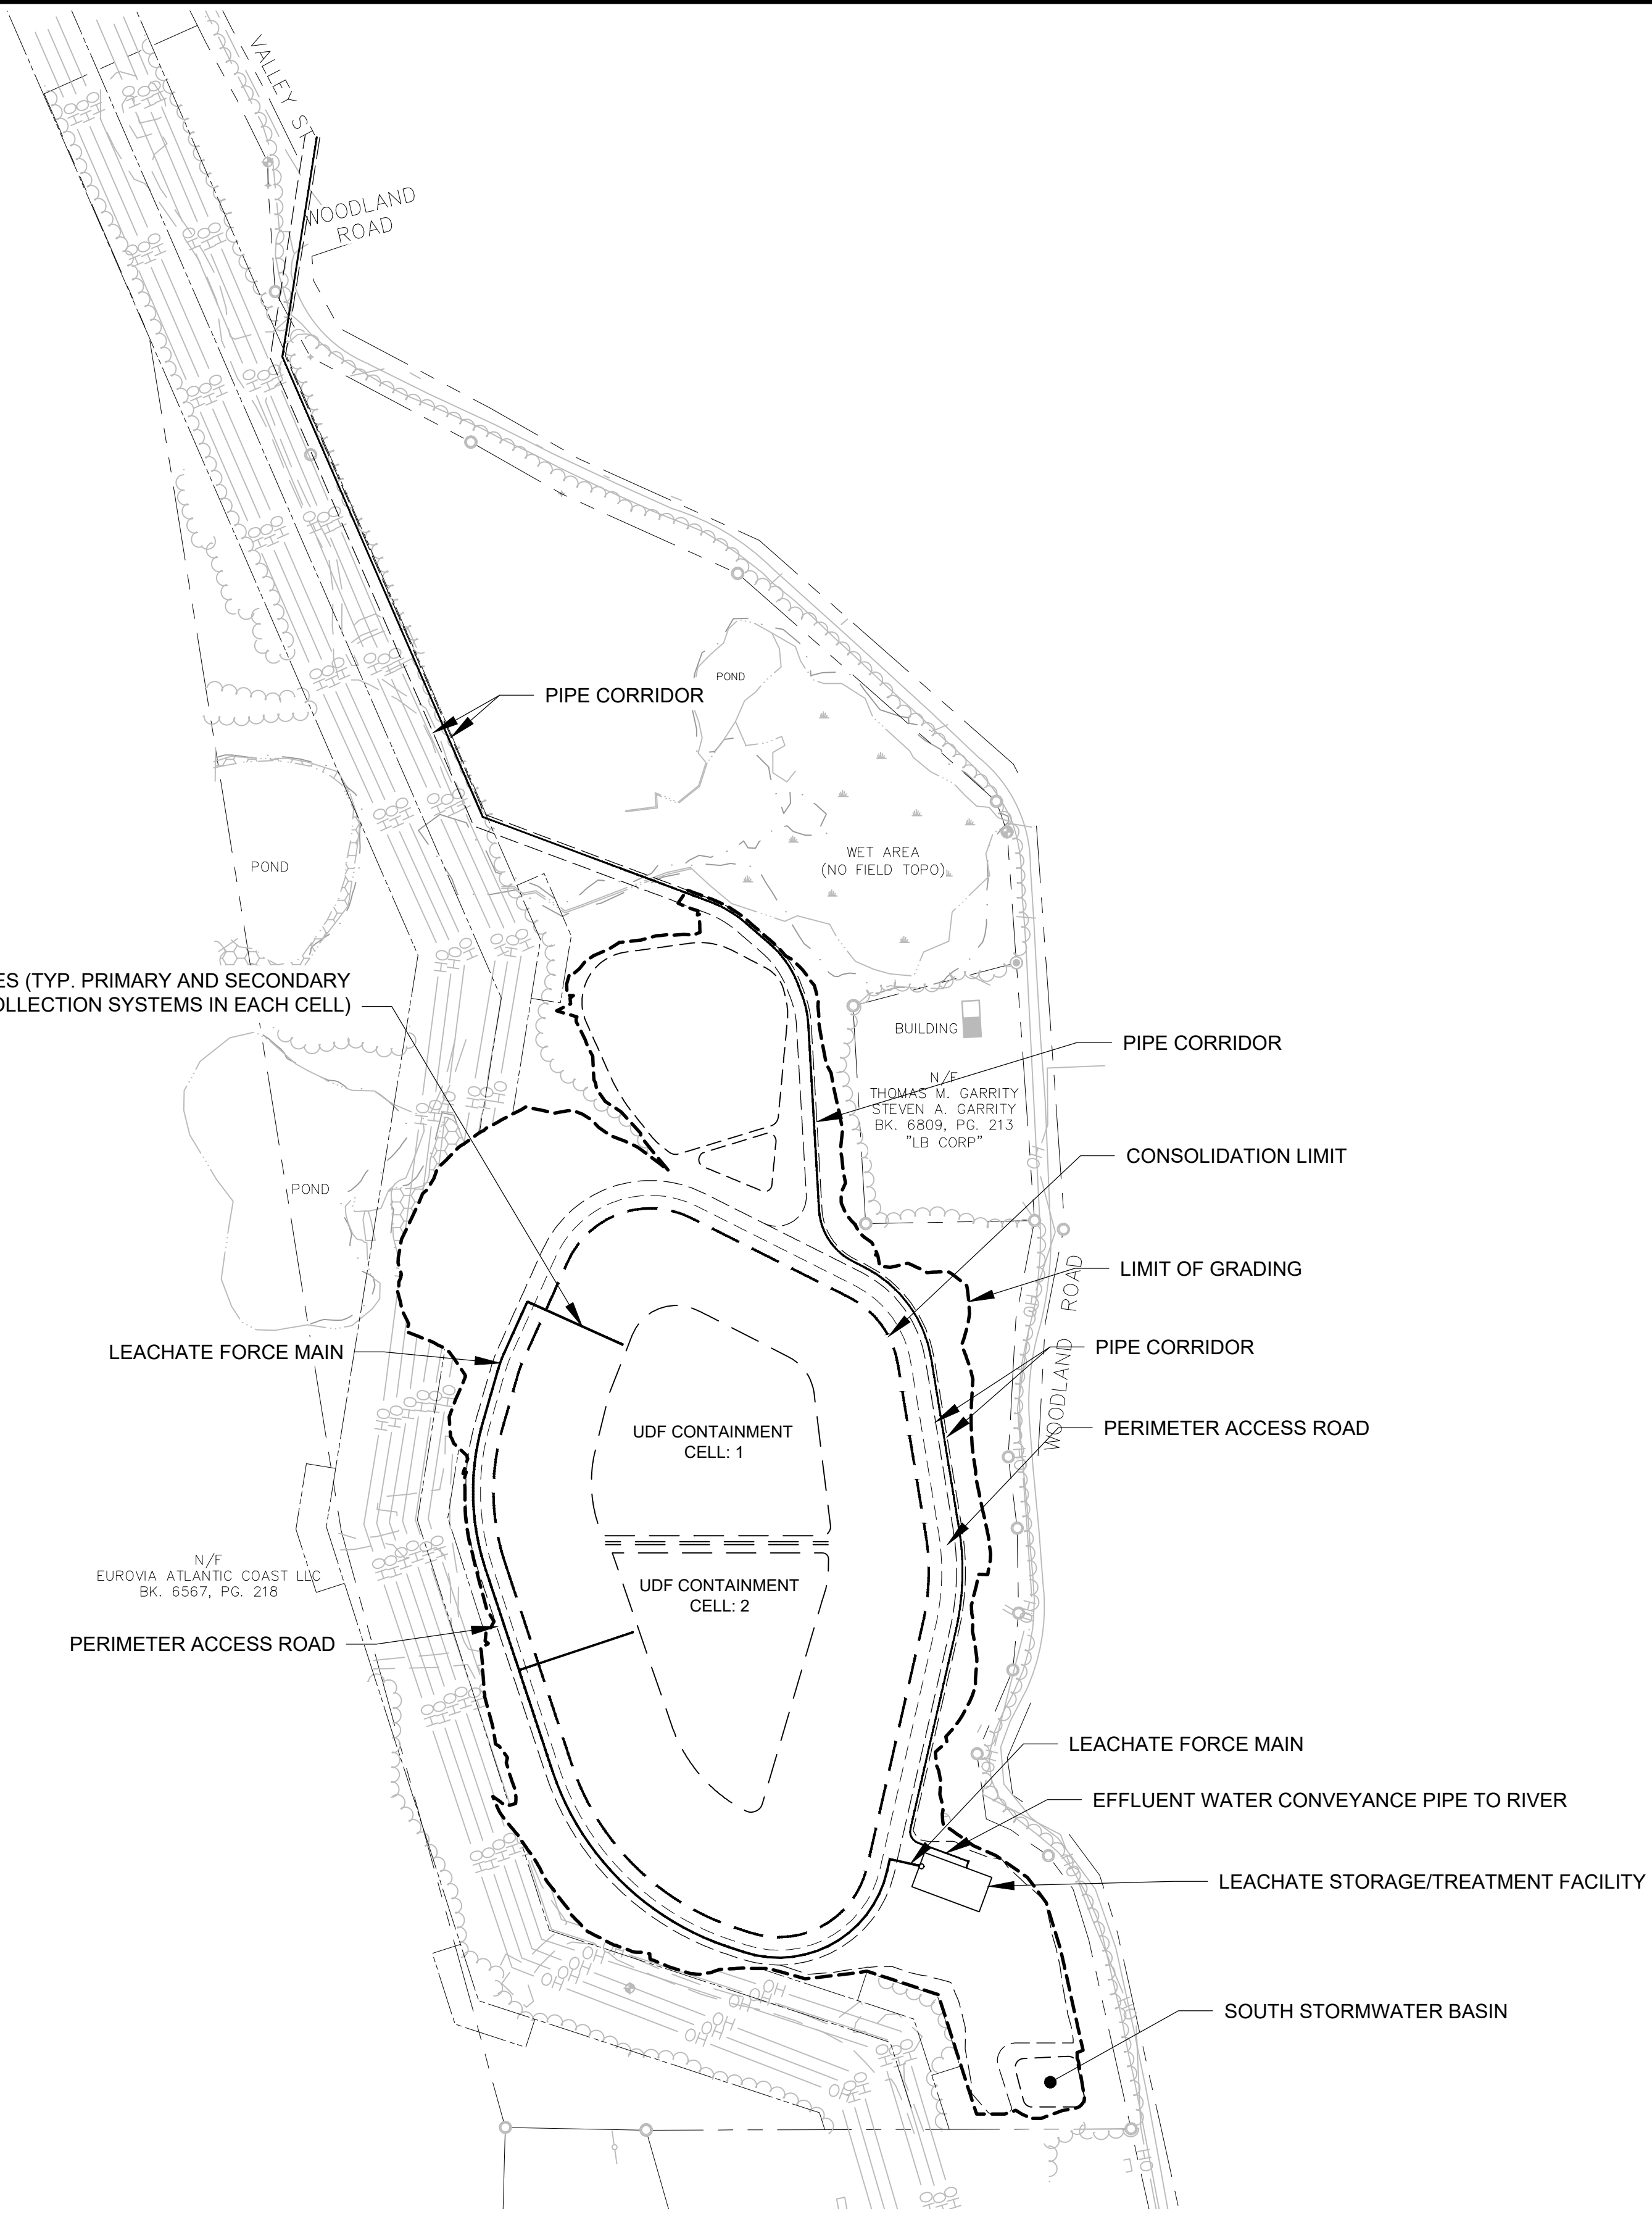 VALLEY ST.
WOODLAND
ROAD
PIPE CORRIDOR
POND
WET AREA
(NO FIELD TOPO)
POND
ES (TYP. PRIMARY AND SECONDARY
OLLECTION SYSTEMS IN EACH CELL)
BUILDING
PIPE CORRIDOR
N/F
THOMAS M. GARRITY
STEVEN A. GARRITY
BK. 6809, PG. 213
"LB CORP"
CONSOLIDATION LIMIT
POND
LIMIT OF GRADING
WOODLAND ROAD
LEACHATE FORCE MAIN
PIPE CORRIDOR
PERIMETER ACCESS ROAD
UDF CONTAINMENT
CELL: 1
N/F
EUROVIA ATLANTIC COAST LLC
BK. 6567, PG. 218
UDF CONTAINMENT
CELL: 2
PERIMETER ACCESS ROAD
LEACHATE FORCE MAIN
EFFLUENT WATER CONVEYANCE PIPE TO RIVER
LEACHATE STORAGE/TREATMENT FACILITY
SOUTH STORMWATER BASIN